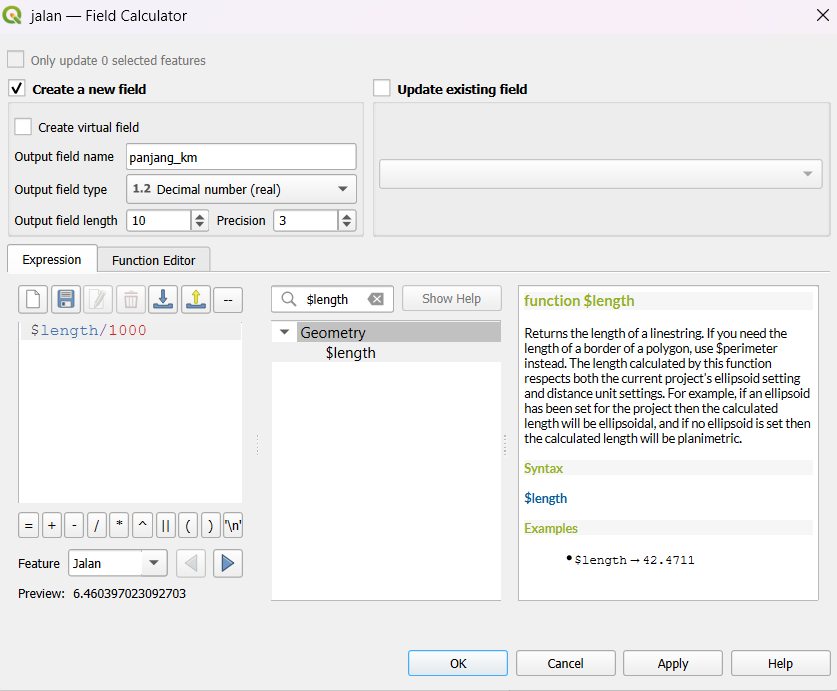 jalan — Field Calculator
Only update 0 selected features
Create a new field
Update existing field
Create virtual field
Output field name panjang_km
Output field type 1.2 Decimal number (real)
Output field length 10 Precision 3
Expression Function Editor
-- $length Show Help
$length/1000
Geometry
$length
function $length
Returns the length of a linestring. If you need the
length of a border of a polygon, use $perimeter
instead. The length calculated by this function
respects both the current project's ellipsoid setting
and distance unit settings. For example, if an ellipsoid
has been set for the project then the calculated
length will be ellipsoidal, and if no ellipsoid is set then
the calculated length will be planimetric.
Syntax
$length
Examples
• $length → 42.4711
= + - / * ^ || ( ) '\n'
Feature Jalan
Preview: 6.460397023092703
OK Cancel Apply Help